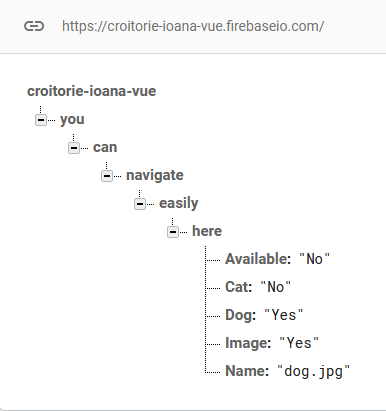 https://croitorie-ioana-vue.firebaseio.com/
croitorie-ioana-vue
you
can
navigate
easily
here
Available: "No"
Cat: "No"
Dog: "Yes"
Image: "Yes"
Name: "dog.jpg"